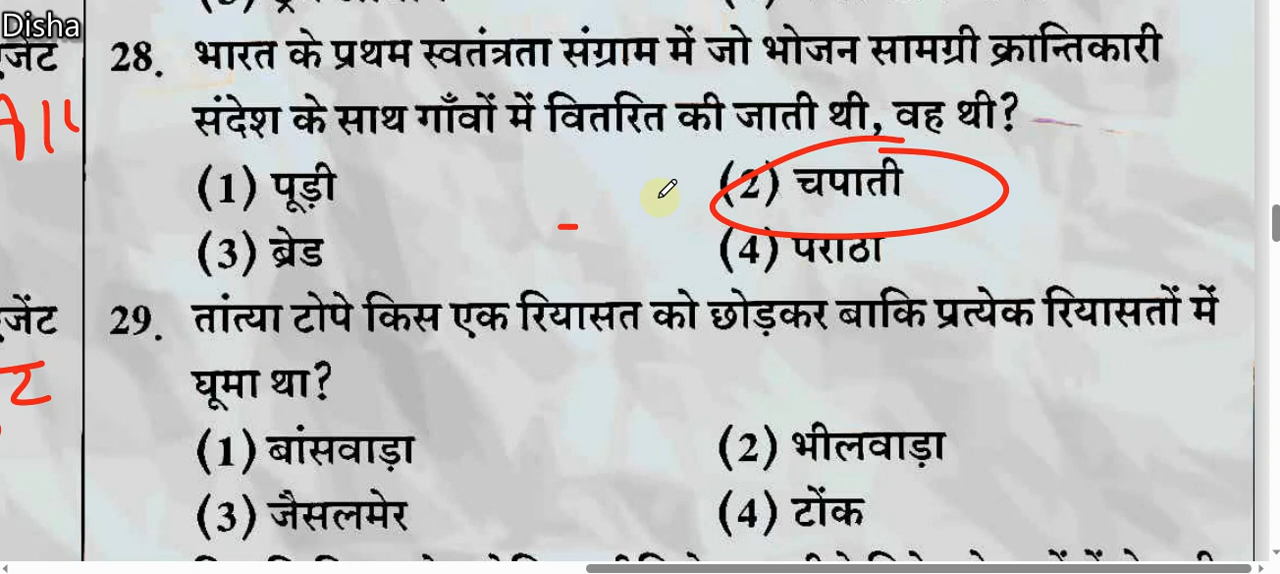 Disha
28. भारत के प्रथम स्वतंत्रता संग्राम में जो भोजन सामग्री क्रान्तिकारी
संदेश के साथ गाँवों में वितरित की जाती थी, वह थी?
(1) पूड़ी (2) चपाती
(3) ब्रेड (4) पराठा
29. तांत्या टोपे किस एक रियासत को छोड़कर बाकि प्रत्येक रियासतों में
घूमा था?
(1) बांसवाड़ा (2) भीलवाड़ा
(3) जैसलमेर (4) टोंक